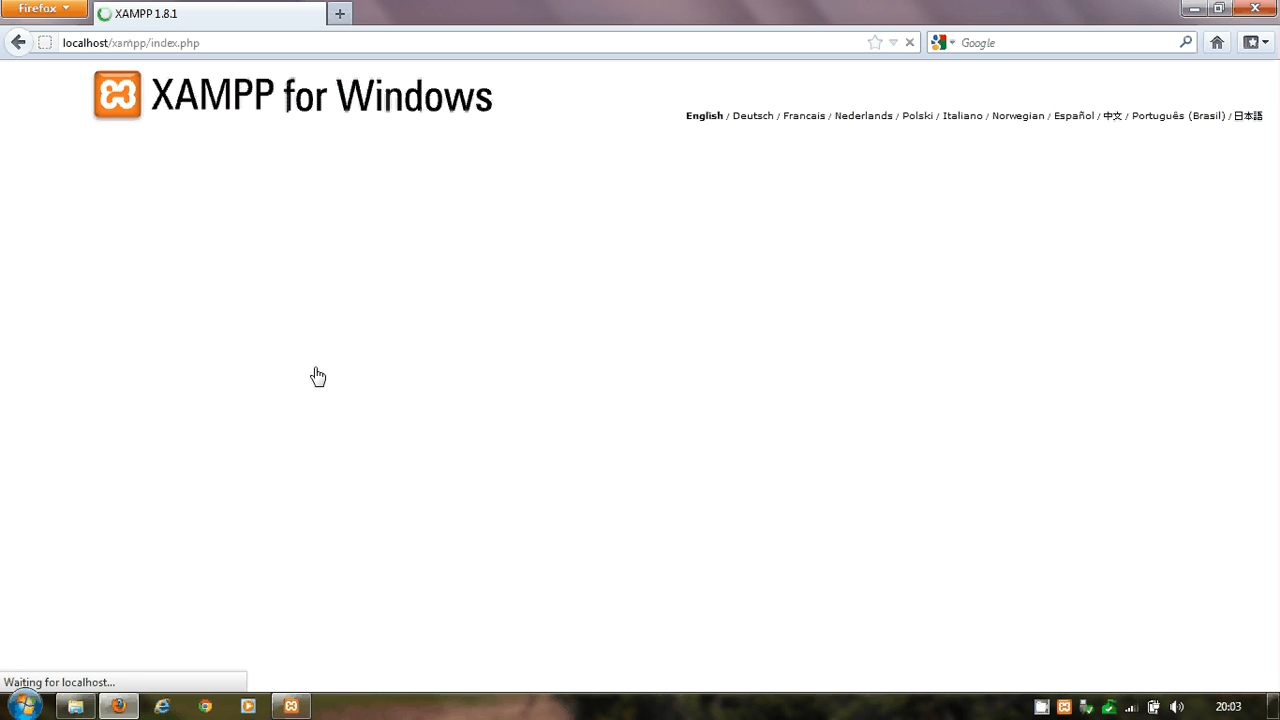 Firefox
XAMPP 1.8.1
localhost/xampp/index.php
Google
XAMPP for Windows
English / Deutsch / Francais / Nederlands / Polski / Italiano / Norwegian / Español / 中文 / Português (Brasil) / 日本語
Waiting for localhost...
20:03